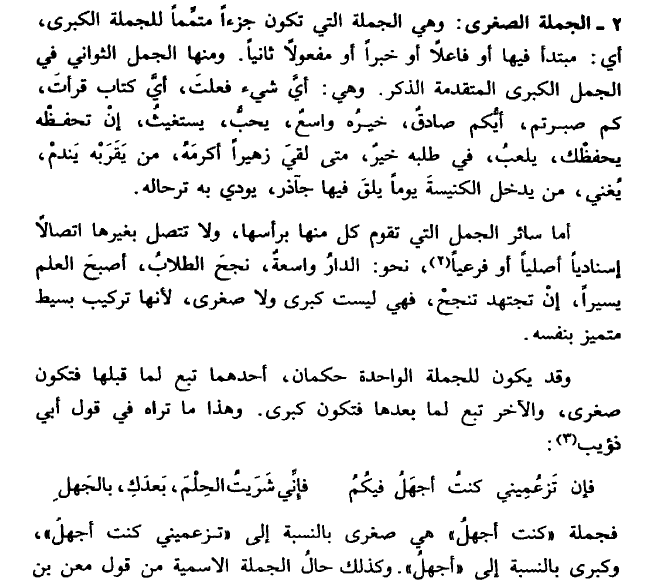 ٢ - الجملة الصغرى: وهي الجملة التي تكون جزءاً متمِّماً للجملة الكبرى،
أي: مبتدأ فيها أو فاعلًا أو خبراً أو مفعولًا ثانياً. ومنها الجمل الثواني في
الجمل الكبرى المتقدمة الذكر. وهي: أيَّ شيء فعلتَ، أيَّ كتاب قرأتَ،
كم صبرتم، أيُّكم صادقٌ، خيرُه واسعٌ، يحبُّ، يستغيثُ، إنْ تحفظْه
يحفظْك، يلعبُ، في طلبه خيرٌ، متى لقيَ زهيراً أكرمَهُ، من يَقَرَبْه يَندمْ،
يُغني، من يدخل الكنيسةَ يوماً يلقَ فيها جآذر، يودي به ترحاله.
أما سائر الجمل التي تقوم كل منها برأسها، ولا تتصل بغيرها اتصالًا
إسنادياً أصلياً أو فرعياً(٢)، نحو: الدارُ واسعةٌ، نجحَ الطلابُ، أصبحَ العلم
يسيراً، إنْ تجتهد تنجحْ، فهي ليست كبرى ولا صغرى، لأنها تركيب بسيط
متميز بنفسه.
وقد يكون للجملة الواحدة حكمان، أحدهما تبع لما قبلها فتكون
صغرى، والآخر تبع لما بعدها فتكون كبرى. وهذا ما تراه في قول أبي
ذؤيب(٣):
فإن تَزعُمِيني كنتُ أجهَلُ فيكُمُ فإنِّي شَرَيتُ الحِلْمَ، بَعدَكِ، بالجَهلِ
فجملة «كنت أجهلُ» هي صغرى بالنسبة إلى «تزعميني كنت أجهلُ»،
وكبرى بالنسبة إلى «أجهلُ». وكذلك حالُ الجملة الاسمية من قول معن بن